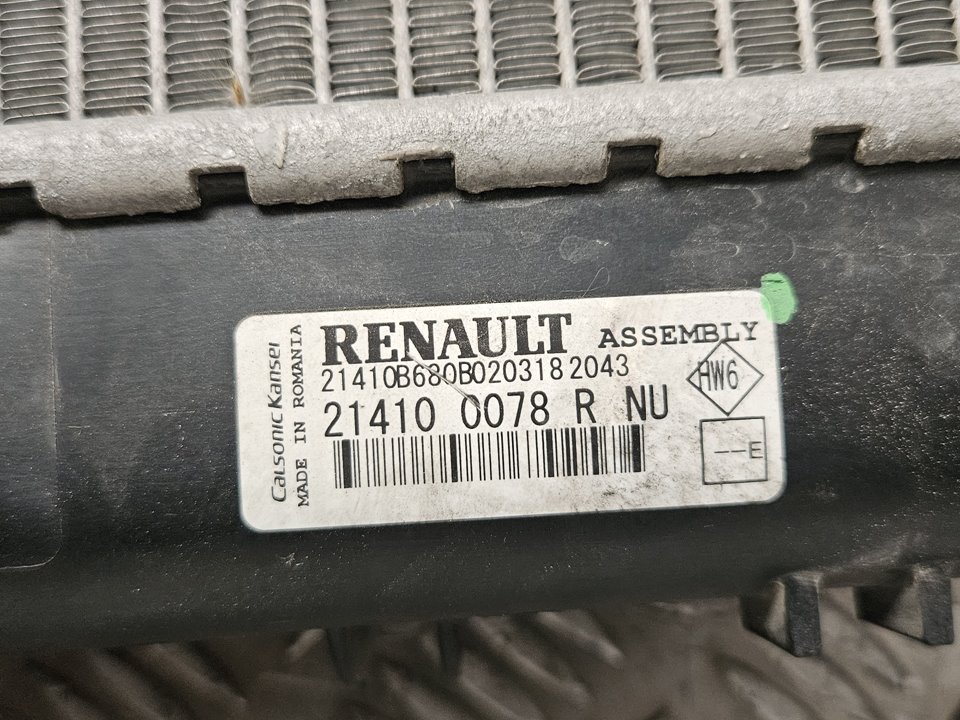 RENAULT ASSEMBLY
21410B680B020318 2043
21410 0078 R NU
HW6
--E
Calsonic Kansei
MADE IN ROMANIA